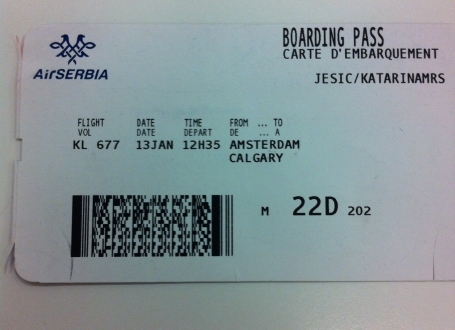 AirSERBIA
BOARDING PASS
CARTE D'EMBARQUEMENT
JESIC/KATARINAMRS
FLIGHT DATE TIME FROM ... TO
VOL DATE DEPART DE ... A
KL 677 13JAN 12H35 AMSTERDAM
CALGARY
M 22D 202